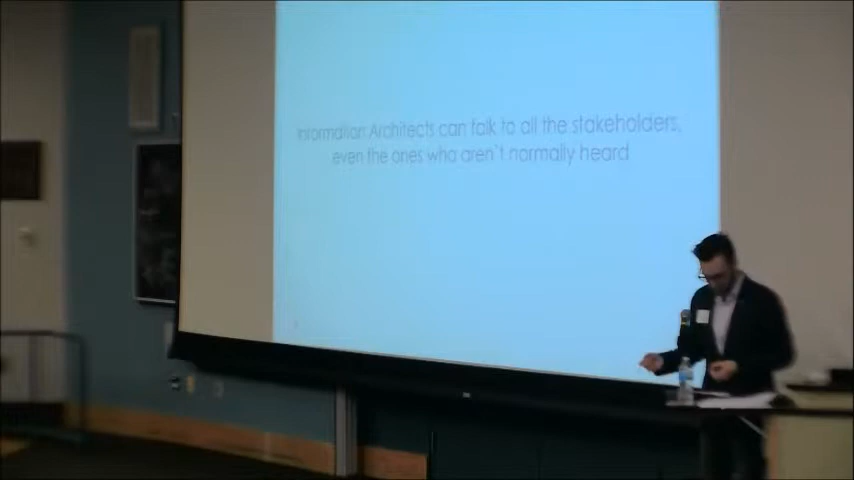 Information Architects can talk to all the stakeholders,
even the ones who aren't normally heard